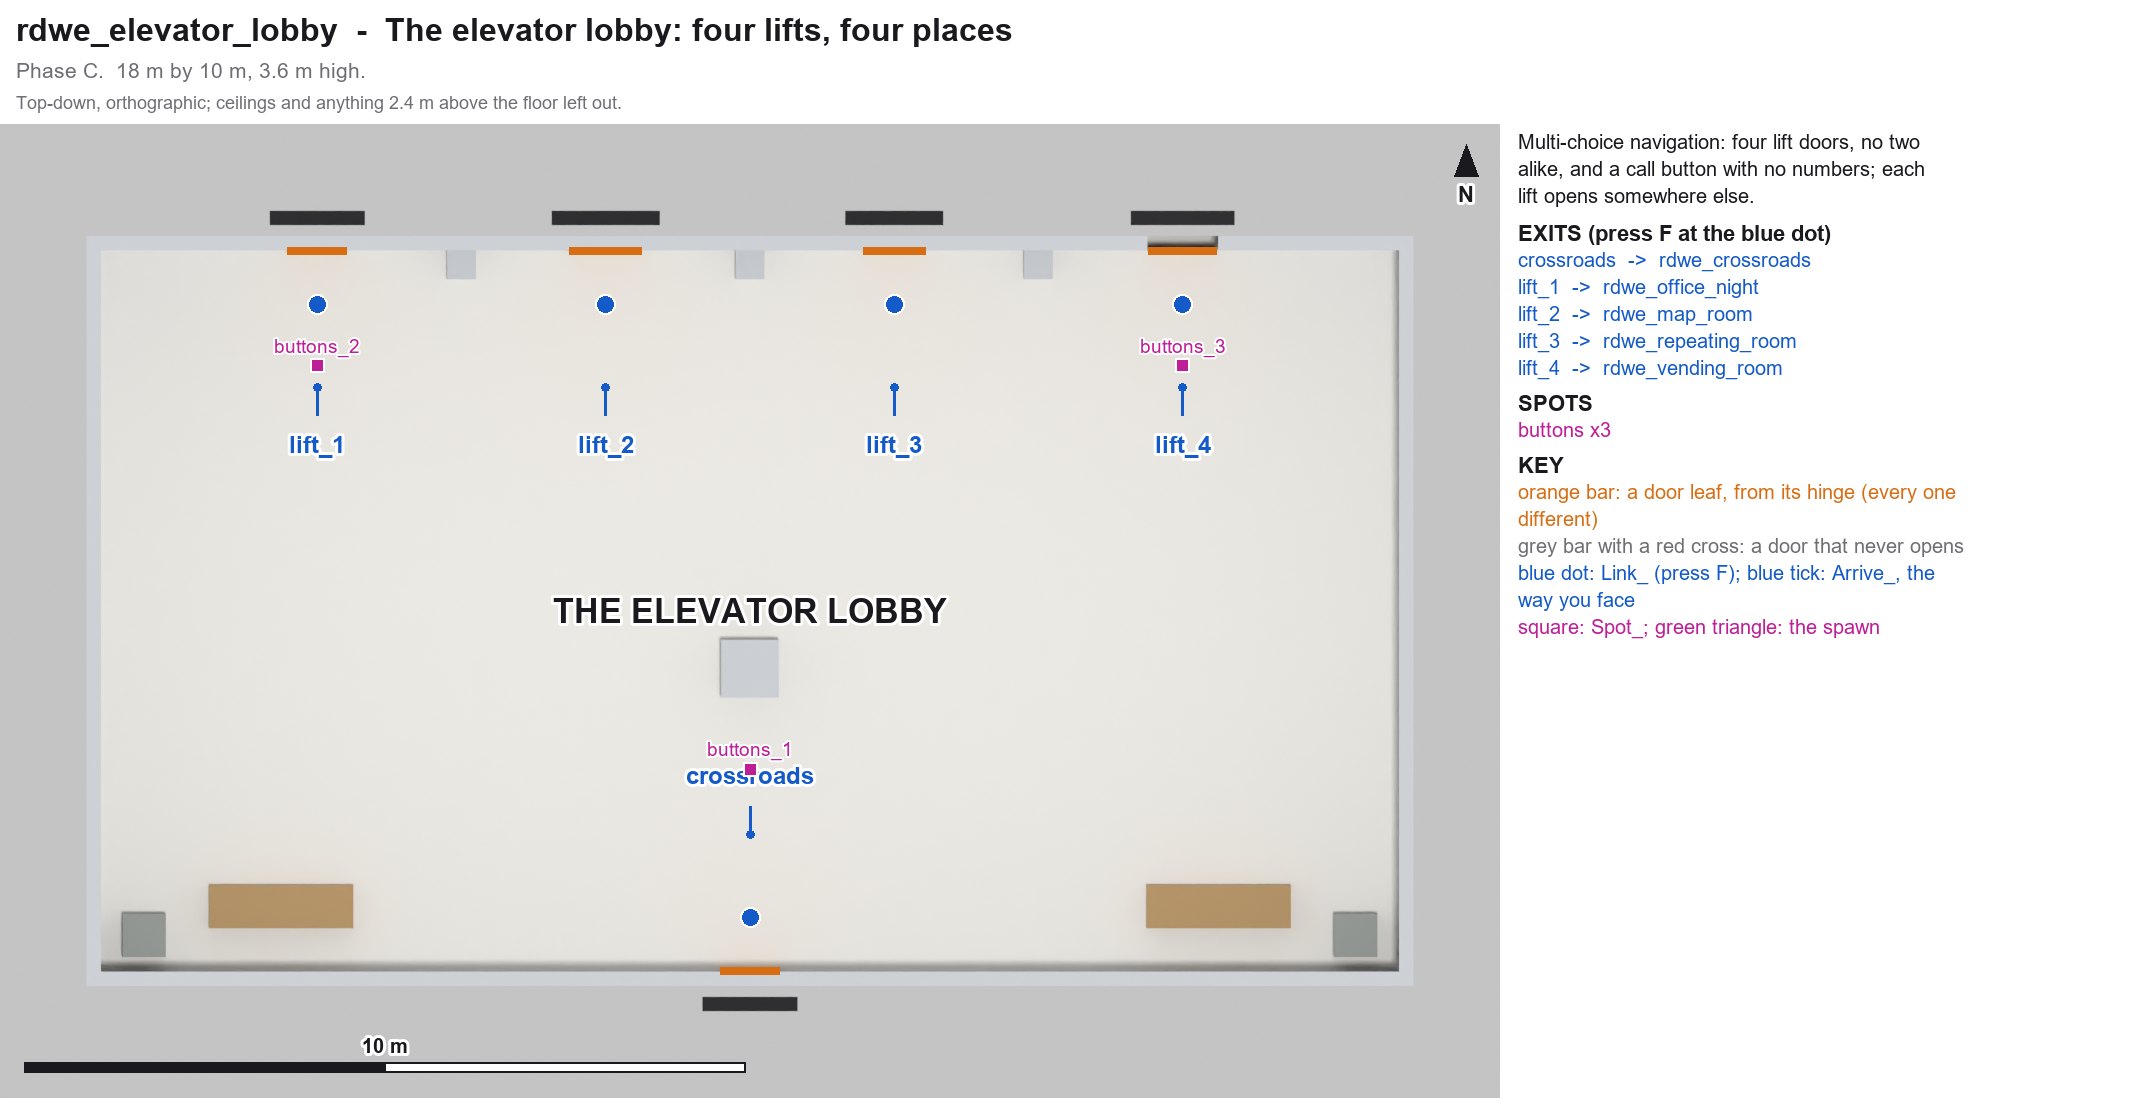 rdwe_elevator_lobby - The elevator lobby: four lifts, four places
Phase C. 18 m by 10 m, 3.6 m high.
Top-down, orthographic; ceilings and anything 2.4 m above the floor left out.
N
buttons_2
buttons_3
lift_1
lift_2
lift_3
lift_4
THE ELEVATOR LOBBY
buttons_1
crossroads
10 m
Multi-choice navigation: four lift doors, no two
alike, and a call button with no numbers; each
lift opens somewhere else.
EXITS (press F at the blue dot)
crossroads -> rdwe_crossroads
lift_1 -> rdwe_office_night
lift_2 -> rdwe_map_room
lift_3 -> rdwe_repeating_room
lift_4 -> rdwe_vending_room
SPOTS
buttons x3
KEY
orange bar: a door leaf, from its hinge (every one
different)
grey bar with a red cross: a door that never opens
blue dot: Link_ (press F); blue tick: Arrive_, the
way you face
square: Spot_; green triangle: the spawn